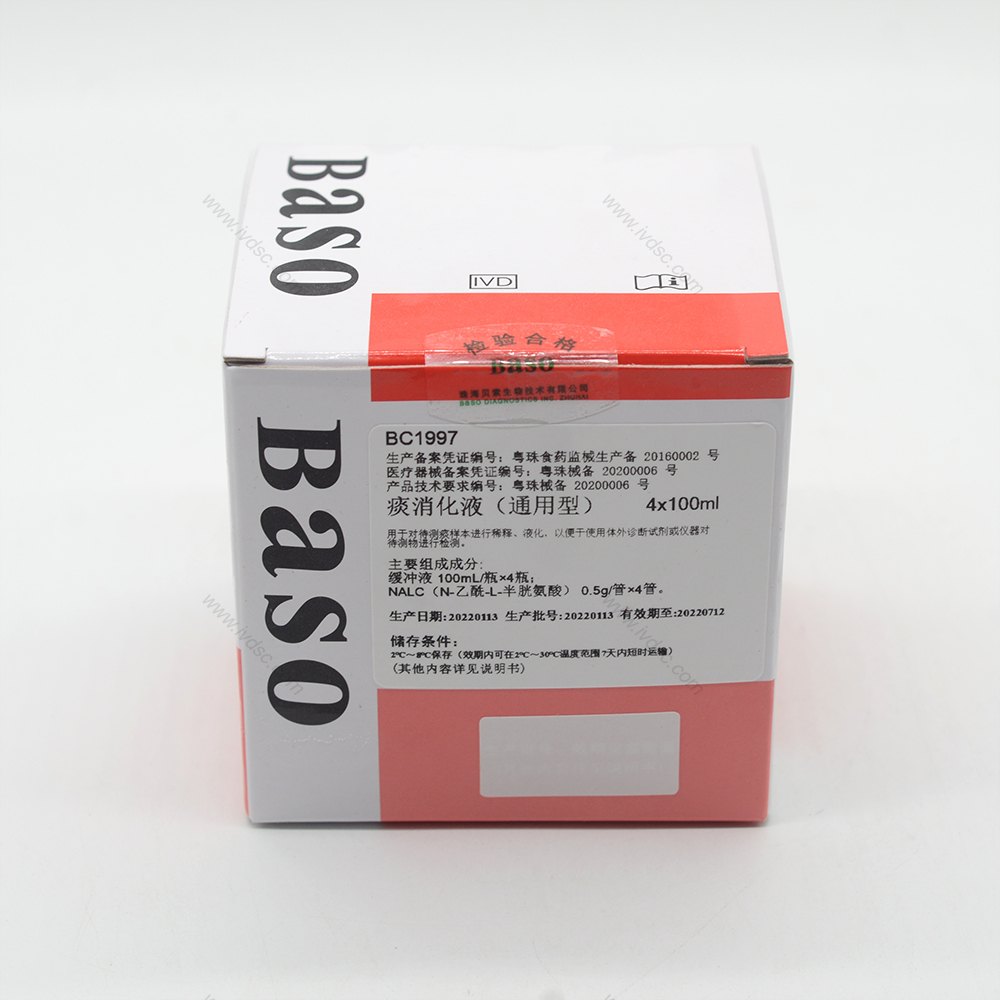 Baso
IVD
检验合格
Baso
珠海贝索生物技术有限公司
BASO DIAGNOSTICS INC. ZHUHAI
Baso
BC1997
生产备案凭证编号：粤珠食药监械生产备 20160002 号
医疗器械备案凭证编号：粤珠械备 20200006 号
产品技术要求编号：粤珠械备 20200006 号
痰消化液（通用型） 4x100ml
用于对待测痰样本进行稀释、液化，以便于使用体外诊断试剂或仪器对
待测物进行检测。
主要组成成分:
缓冲液 100mL/瓶×4瓶；
NALC（N-乙酰-L-半胱氨酸） 0.5g/管×4管。
生产日期:20220113 生产批号:20220113 有效期至:20220712
储存条件：
2℃～8℃保存（效期内可在2℃～30℃温度范围7天内短时运输）
（其他内容详见说明书）
www.ivdsc.com
www.ivdsc.com
www.ivdsc.com
www.ivdsc.com